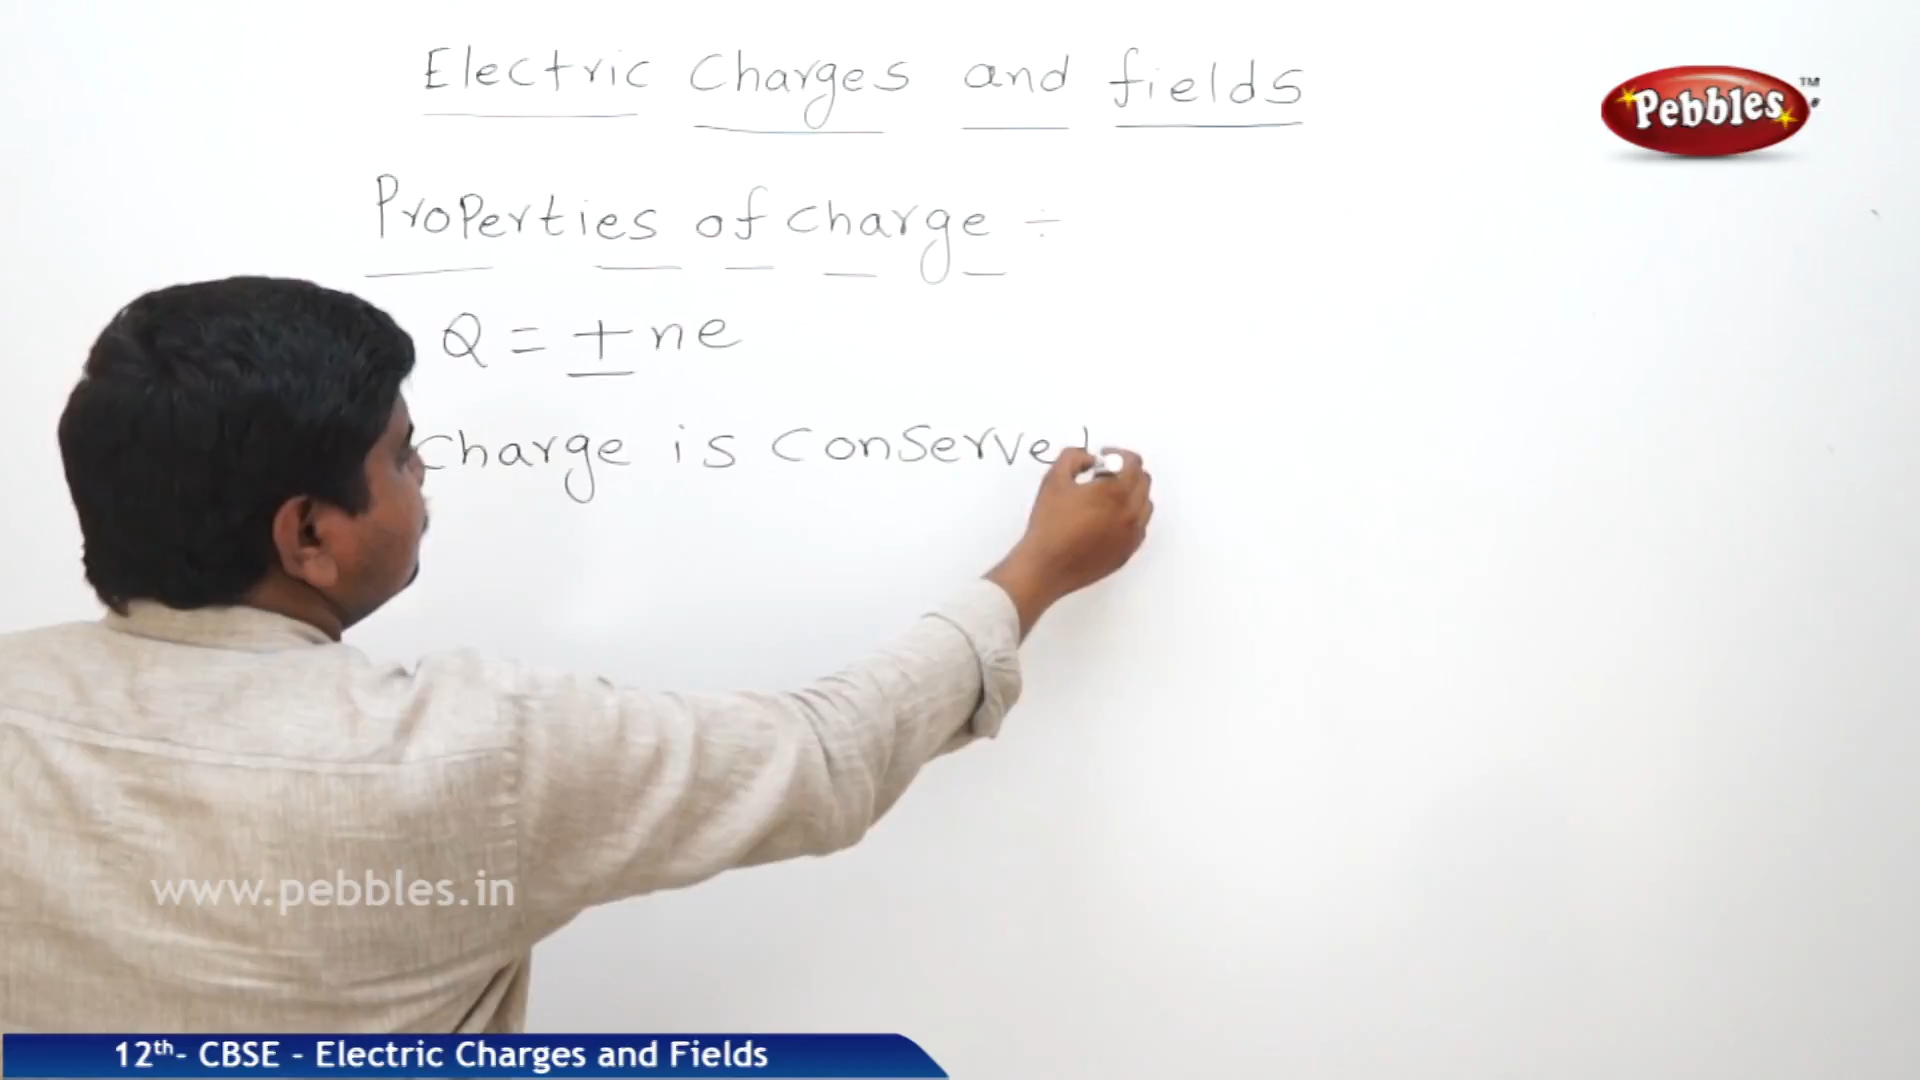 Electric Charges and fields
Pebbles™
Properties of charge ÷
Q = ±ne
Charge is Conserved
www.pebbles.in
12th- CBSE - Electric Charges and Fields